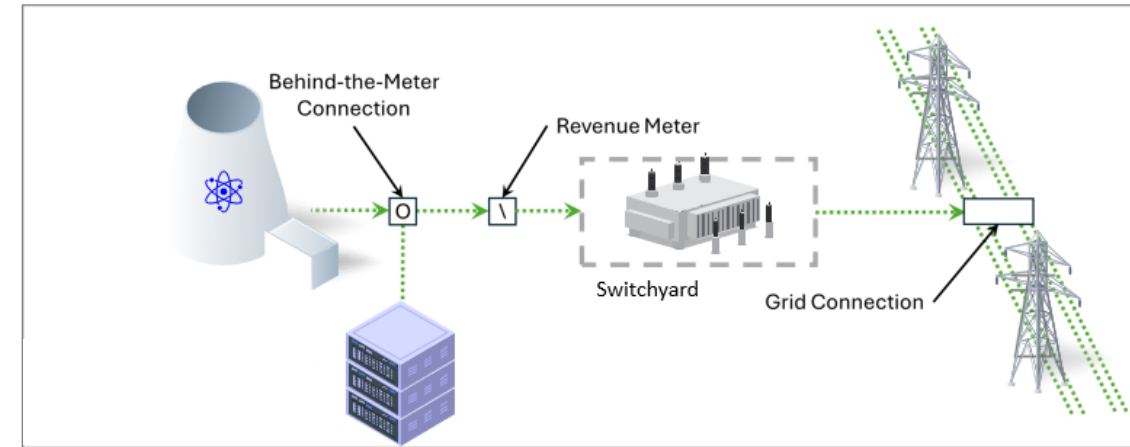 Behind-the-Meter
Connection
Revenue Meter
O
\
Switchyard
Grid Connection